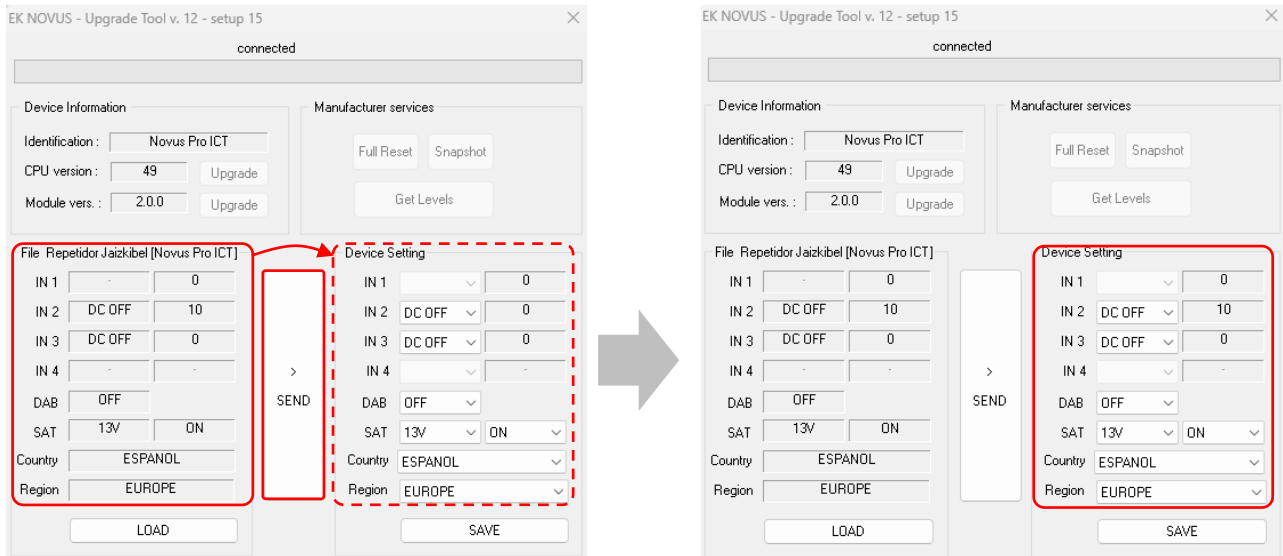 EK NOVUS - Upgrade Tool v. 12 - setup 15
connected
Device Information
Identification : Novus Pro ICT
CPU version : 49 Upgrade
Module vers. : 2.0.0 Upgrade
Manufacturer services
Full Reset Snapshot
Get Levels
File Repetidor Jaizkibel [Novus Pro ICT]
IN 1 - 0
IN 2 DC OFF 10
IN 3 DC OFF 0
IN 4 - -
DAB OFF
SAT 13V ON
Country ESPANOL
Region EUROPE
LOAD
>
SEND
Device Setting
IN 1 0
IN 2 DC OFF 0
IN 3 DC OFF 0
IN 4 -
DAB OFF
SAT 13V ON
Country ESPANOL
Region EUROPE
SAVE
EK NOVUS - Upgrade Tool v. 12 - setup 15
connected
Device Information
Identification : Novus Pro ICT
CPU version : 49 Upgrade
Module vers. : 2.0.0 Upgrade
Manufacturer services
Full Reset Snapshot
Get Levels
File Repetidor Jaizkibel [Novus Pro ICT]
IN 1 - 0
IN 2 DC OFF 10
IN 3 DC OFF 0
IN 4 - -
DAB OFF
SAT 13V ON
Country ESPANOL
Region EUROPE
LOAD
>
SEND
Device Setting
IN 1 0
IN 2 DC OFF 10
IN 3 DC OFF 0
IN 4 -
DAB OFF
SAT 13V ON
Country ESPANOL
Region EUROPE
SAVE